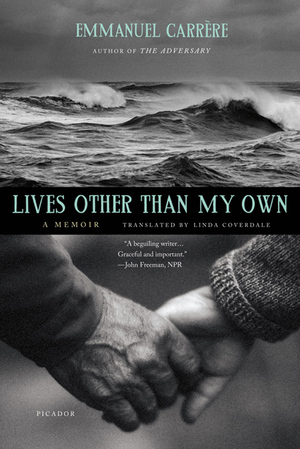 EMMANUEL CARRÈRE
AUTHOR OF THE ADVERSARY
LIVES OTHER THAN MY OWN
A MEMOIR TRANSLATED BY LINDA COVERDALE
"A beguiling writer...
Graceful and important."
—John Freeman, NPR
PICADOR